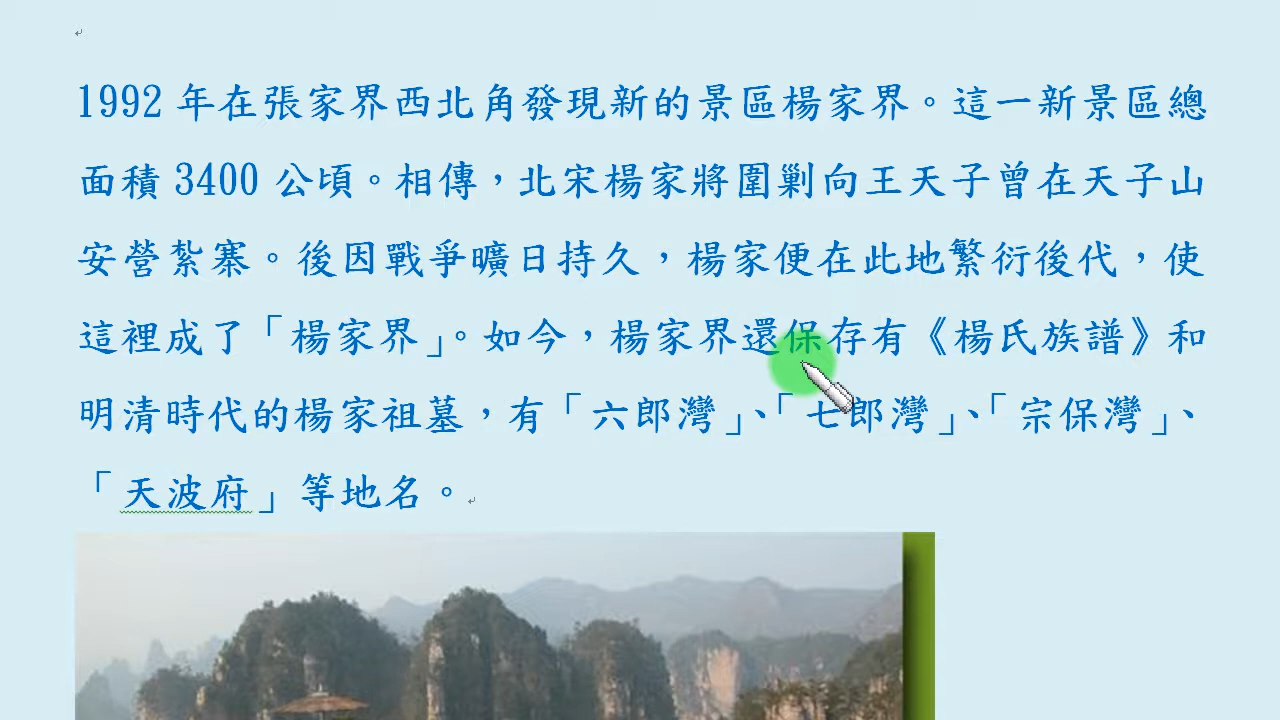 1992 年在張家界西北角發現新的景區楊家界。這一新景區總
面積 3400 公頃。相傳，北宋楊家將圍剿向王天子曾在天子山
安營紮寨。後因戰爭曠日持久，楊家便在此地繁衍後代，使
這裡成了「楊家界」。如今，楊家界還保存有《楊氏族譜》和
明清時代的楊家祖墓，有「六郎灣」、「七郎灣」、「宗保灣」、
「天波府」等地名。